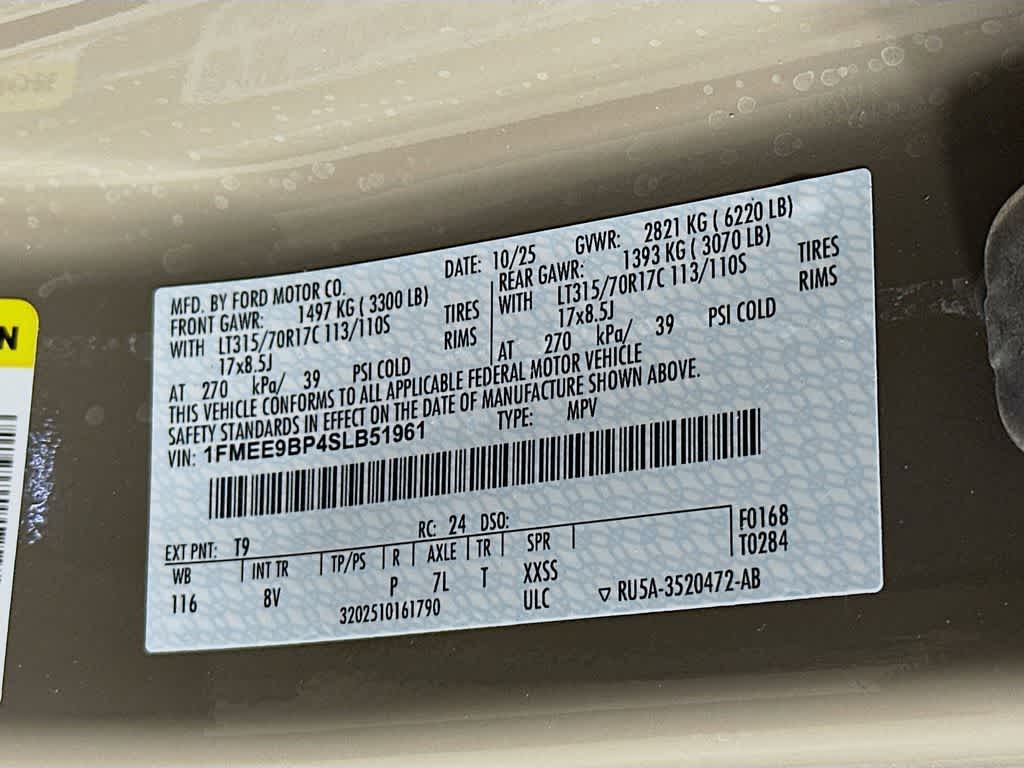 MFD. BY FORD MOTOR CO.
DATE: 10/25 GVWR: 2821 KG ( 6220 LB)
FRONT GAWR: 1497 KG ( 3300 LB)
WITH LT315/70R17C 113/110S TIRES
17x8.5J RIMS
AT 270 kPa/ 39 PSI COLD
REAR GAWR: 1393 KG ( 3070 LB)
WITH LT315/70R17C 113/110S TIRES
17x8.5J RIMS
AT 270 kPa/ 39 PSI COLD
THIS VEHICLE CONFORMS TO ALL APPLICABLE FEDERAL MOTOR VEHICLE
SAFETY STANDARDS IN EFFECT ON THE DATE OF MANUFACTURE SHOWN ABOVE.
VIN: 1FMEE9BP4SLB51961 TYPE: MPV
EXT PNT: T9 RC: 24 DSO: F0168
T0284
WB INT TR TP/PS R AXLE TR SPR
116 8V P 7L T XXSS
3202510161790 ULC ▽ RU5A-3520472-AB
N